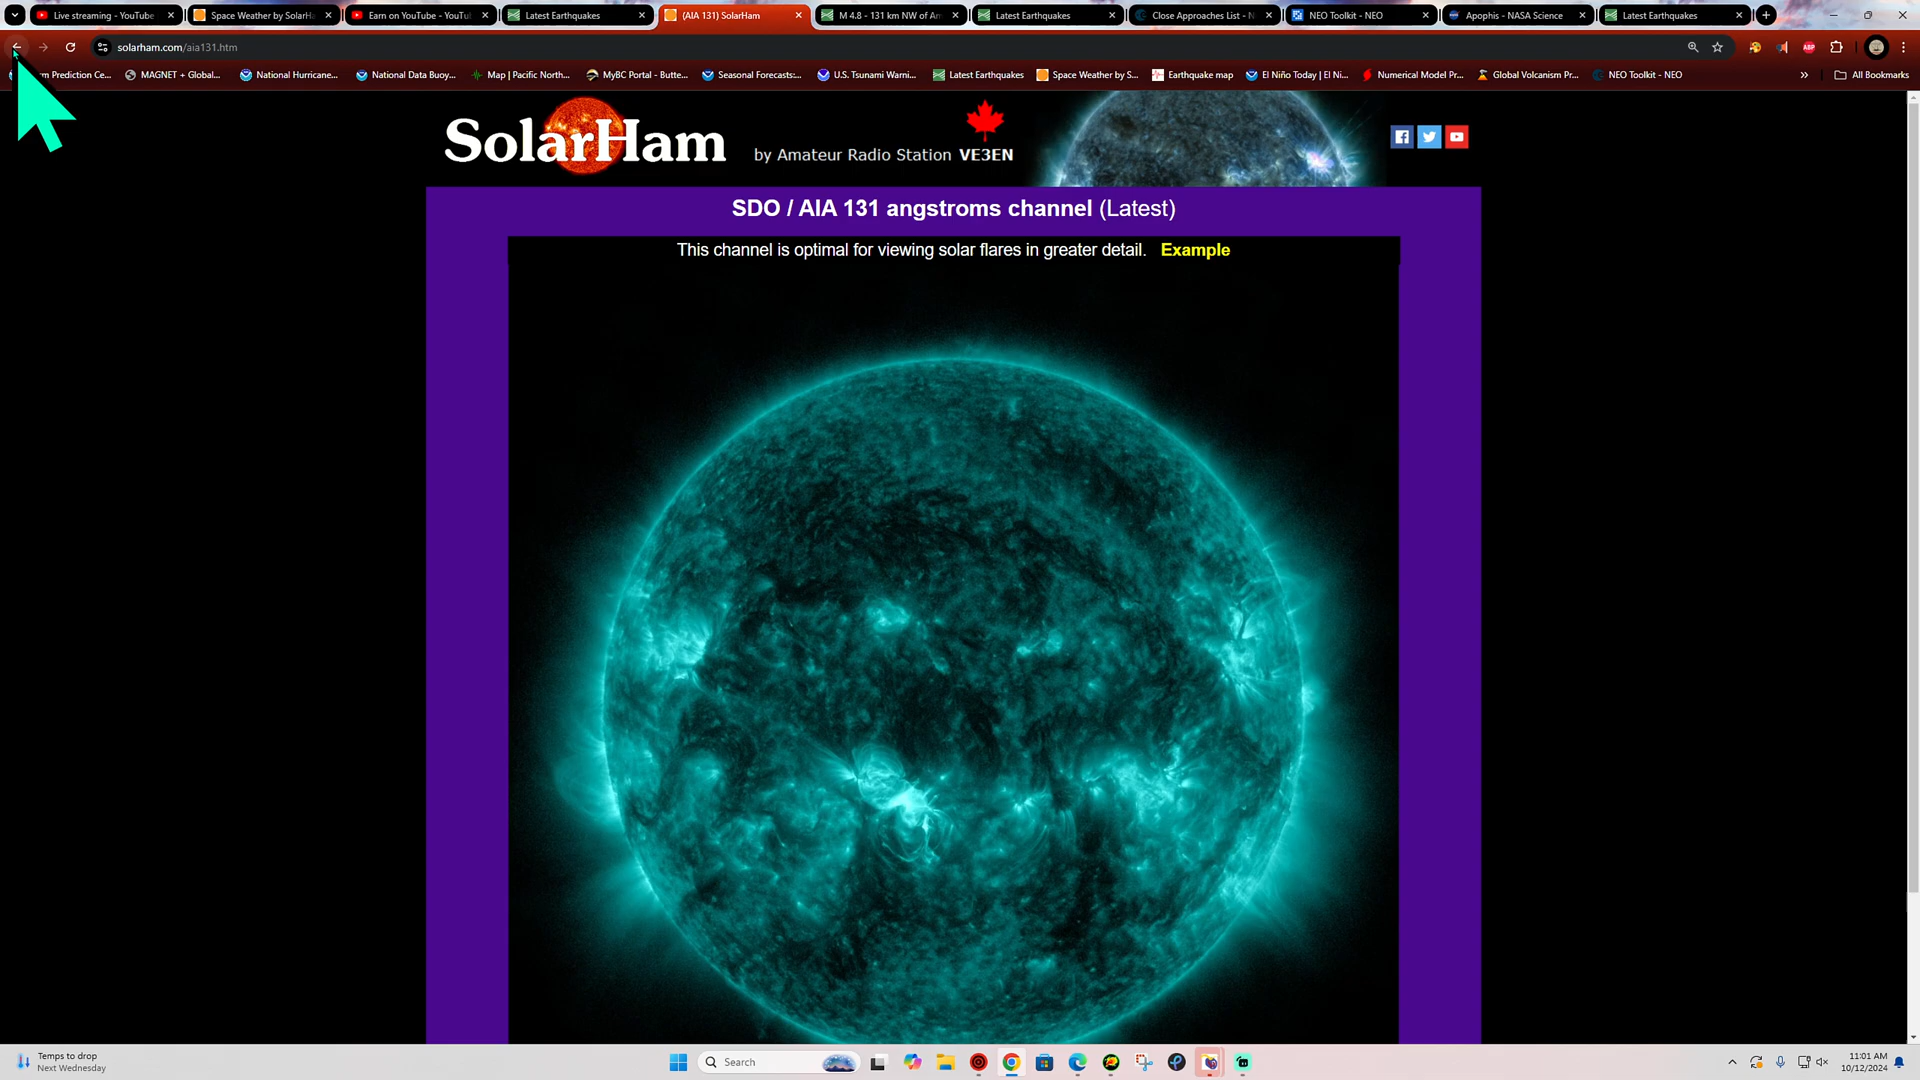 Live streaming - YouTube
Space Weather by SolarHa
Earn on YouTube - YouTu
Latest Earthquakes
(AIA 131) SolarHam
M 4.8 - 131 km NW of Am
Latest Earthquakes
Close Approaches List - N
NEO Toolkit - NEO
Apophis - NASA Science
Latest Earthquakes
solarham.com/aia131.htm
rm Prediction Ce...
MAGNET + Global...
National Hurricane...
National Data Buoy...
Map | Pacific North...
MyBC Portal - Butte...
Seasonal Forecasts:...
U.S. Tsunami Warni...
Latest Earthquakes
Space Weather by S...
Earthquake map
El Niño Today | El Ni...
Numerical Model Pr...
Global Volcanism Pr...
NEO Toolkit - NEO
All Bookmarks
SolarHam
by Amateur Radio Station VE3EN
SDO / AIA 131 angstroms channel (Latest)
This channel is optimal for viewing solar flares in greater detail. Example
Temps to drop
Next Wednesday
Search
11:01 AM
10/12/2024